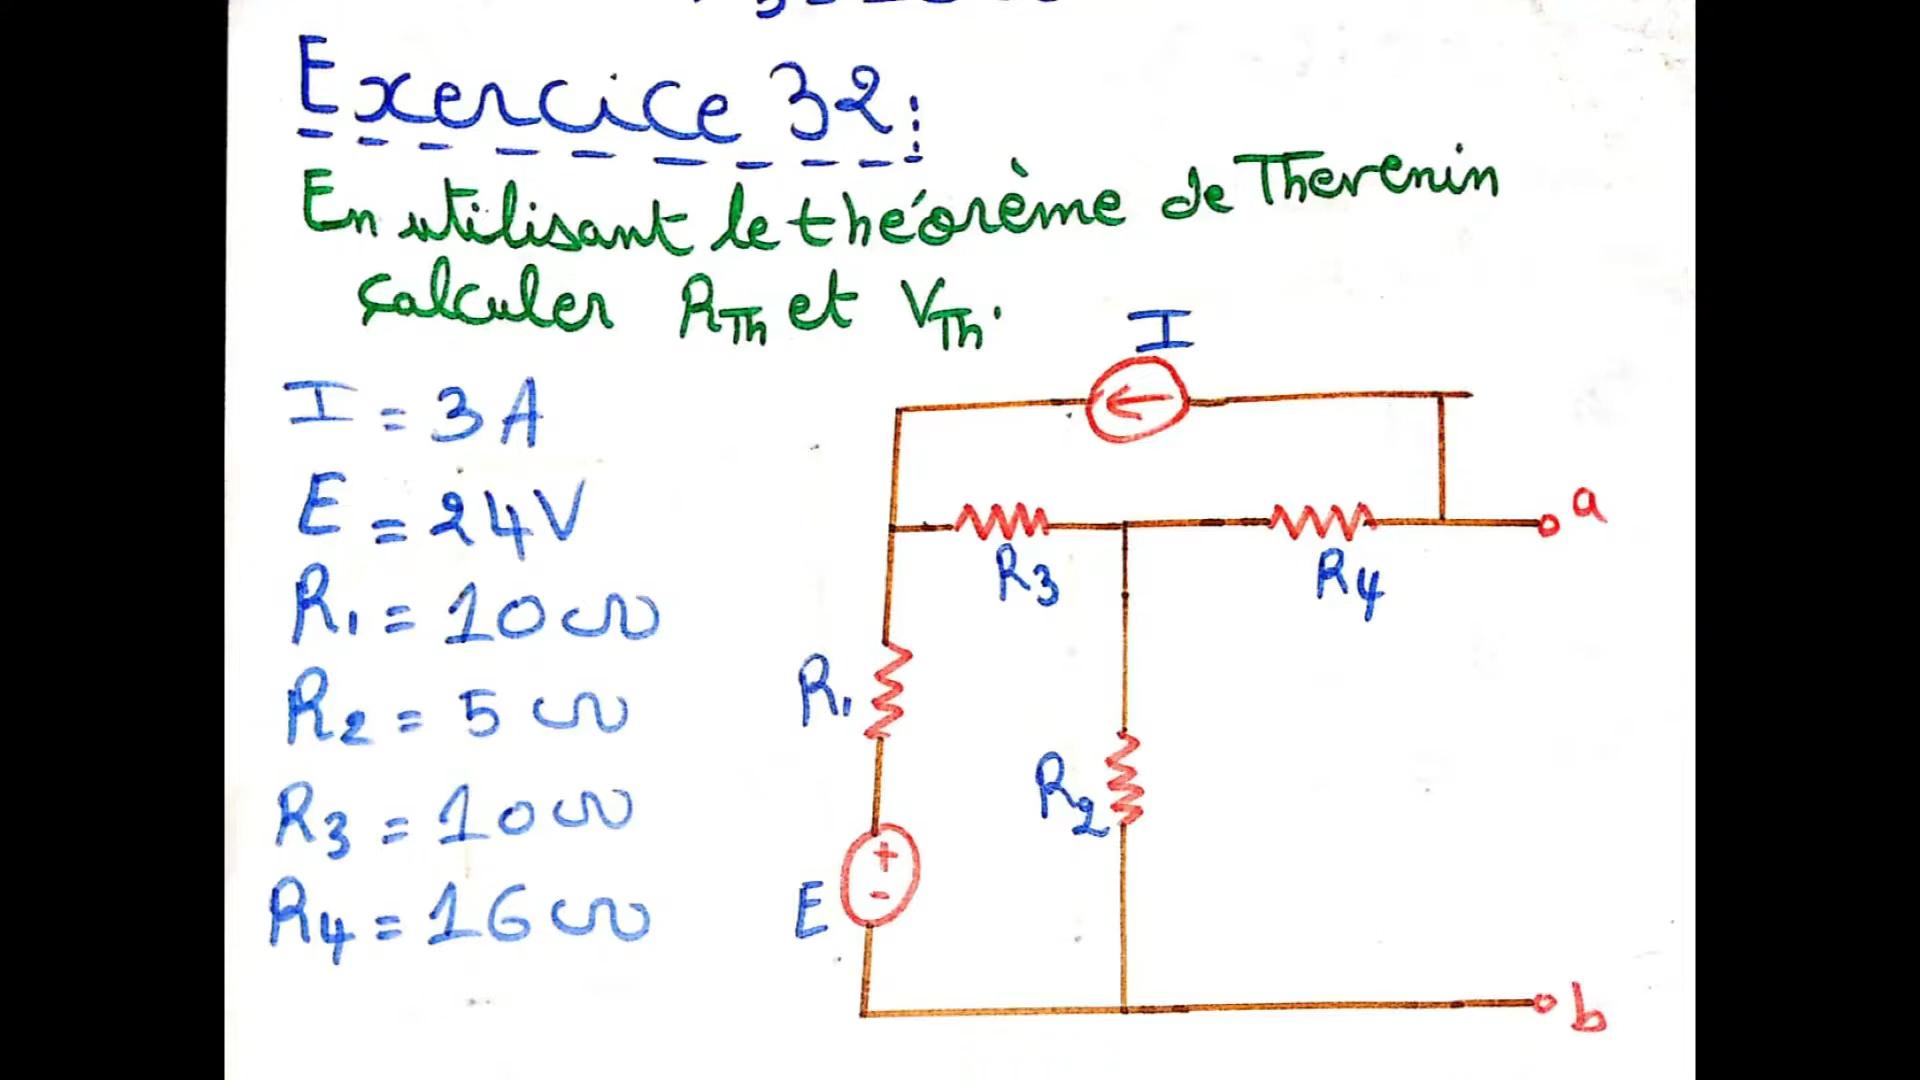 Exercice 32:
En utilisant le théorème de Thevenin
calculer RTh et VTh.
I
I = 3A
E = 24V
R1 = 10Ω
R2 = 5Ω
R3 = 10Ω
R4 = 16Ω
a
R3
R4
R1
R2
+
-
E
b